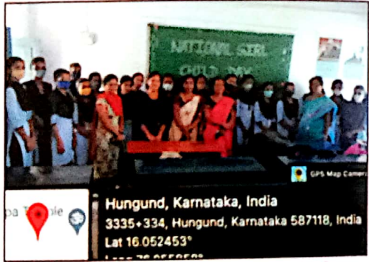 NATIONAL GIRL
CHILD DAY
GPS Map Camera
Hungund, Karnataka, India
3335+334, Hungund, Karnataka 587118, India
Lat 16.052453°